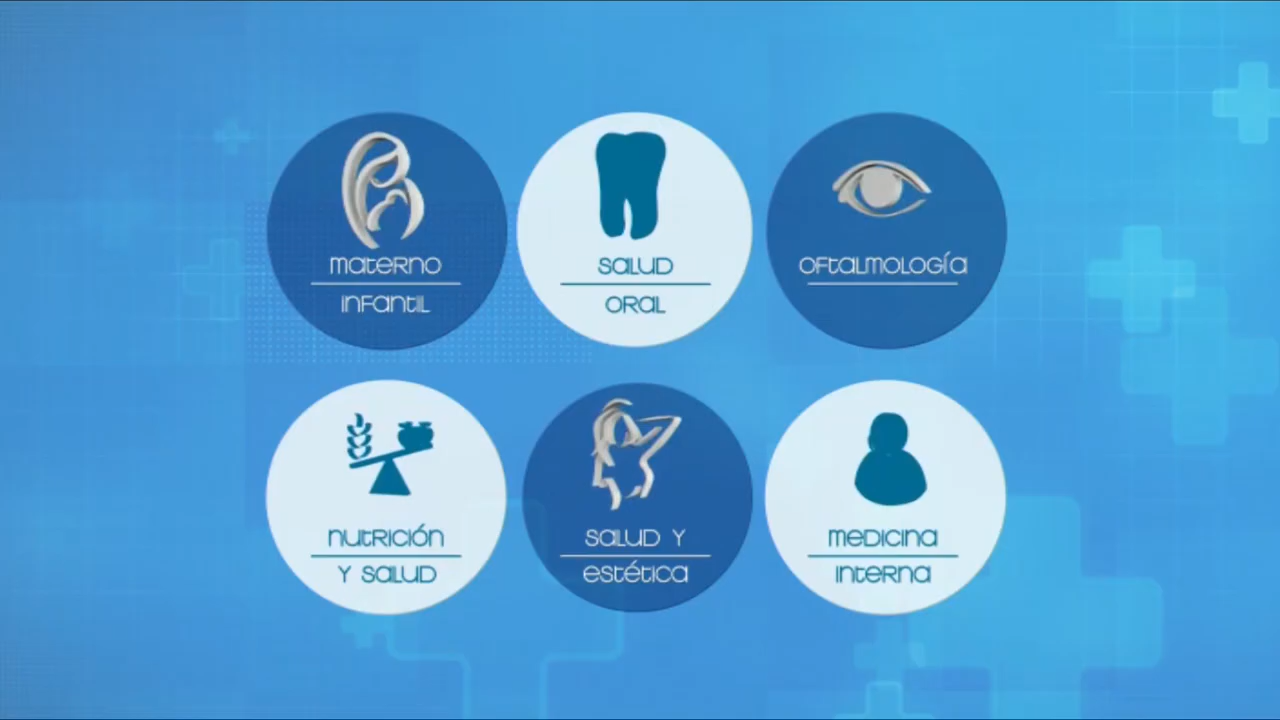 materno
infantil
salud
oral
oftalmología
nutrición
y salud
salud y
estética
medicina
interna